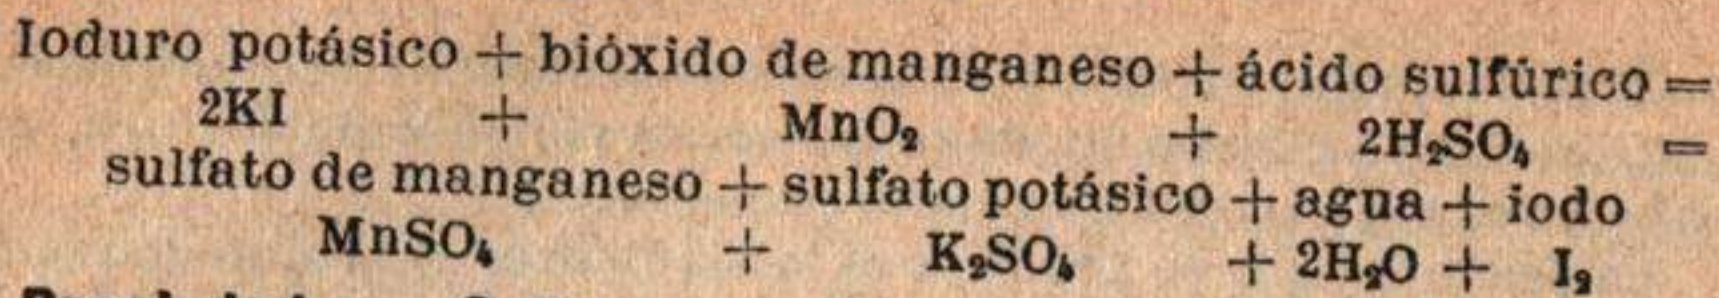 Ioduro potásico + bióxido de manganeso + ácido sulfúrico =
2KI + MnO₂ + 2H₂SO₄ =
sulfato de manganeso + sulfato potásico + agua + iodo
MnSO₄ + K₂SO₄ + 2H₂O + I₂